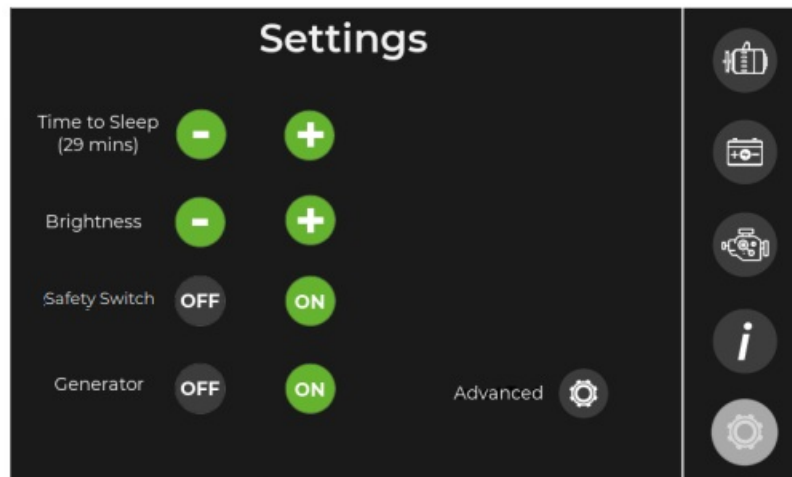 Settings
Time to Sleep
(29 mins)
-
+
Brightness
-
+
Safety Switch
OFF
ON
Generator
OFF
ON
Advanced
+ -
i